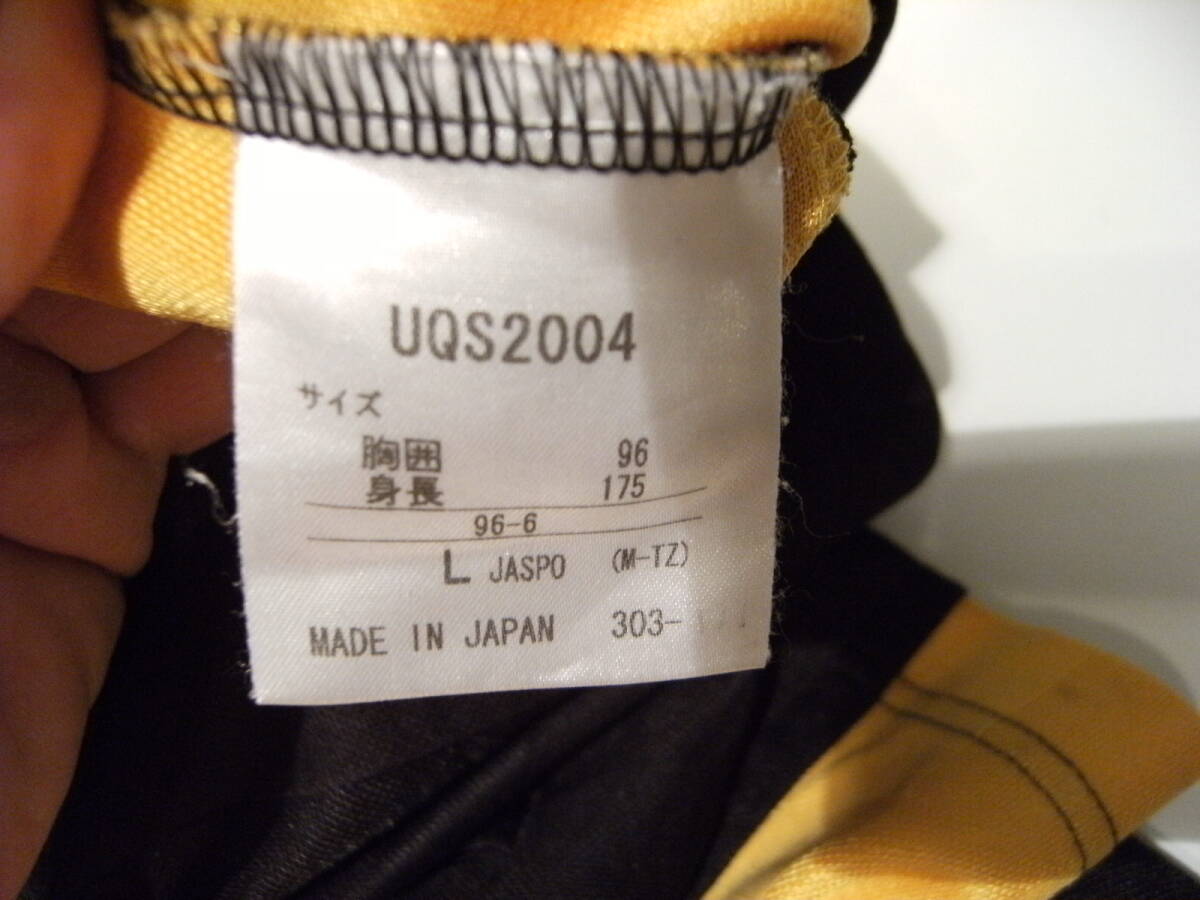 UQS2004
サイズ
胸囲 96
身長 175
96-6
L JASPO (M-TZ)
MADE IN JAPAN 303-